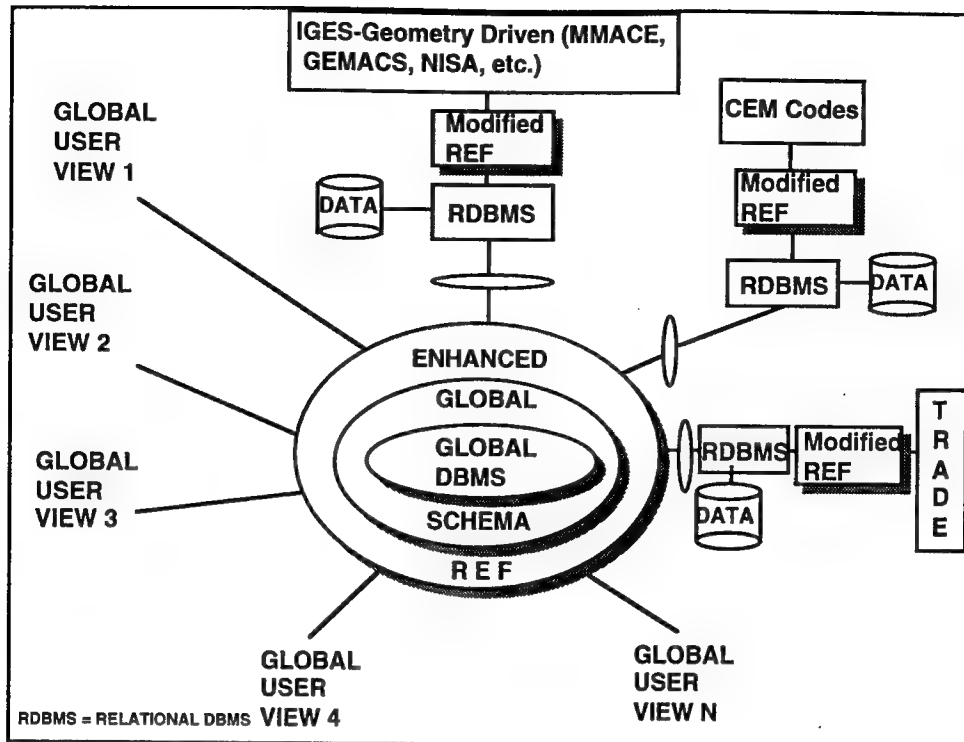 IGES-Geometry Driven (MMACE,
GEMACS, NISA, etc.)
GLOBAL
USER
VIEW 1
Modified
REF
CEM Codes
DATA
RDBMS
Modified
REF
GLOBAL
USER
VIEW 2
RDBMS
DATA
ENHANCED
GLOBAL
GLOBAL
DBMS
SCHEMA
R E F
GLOBAL
USER
VIEW 3
RDBMS
DATA
Modified
REF
T
R
A
D
E
GLOBAL
USER
VIEW 4
GLOBAL
USER
VIEW N
RDBMS = RELATIONAL DBMS